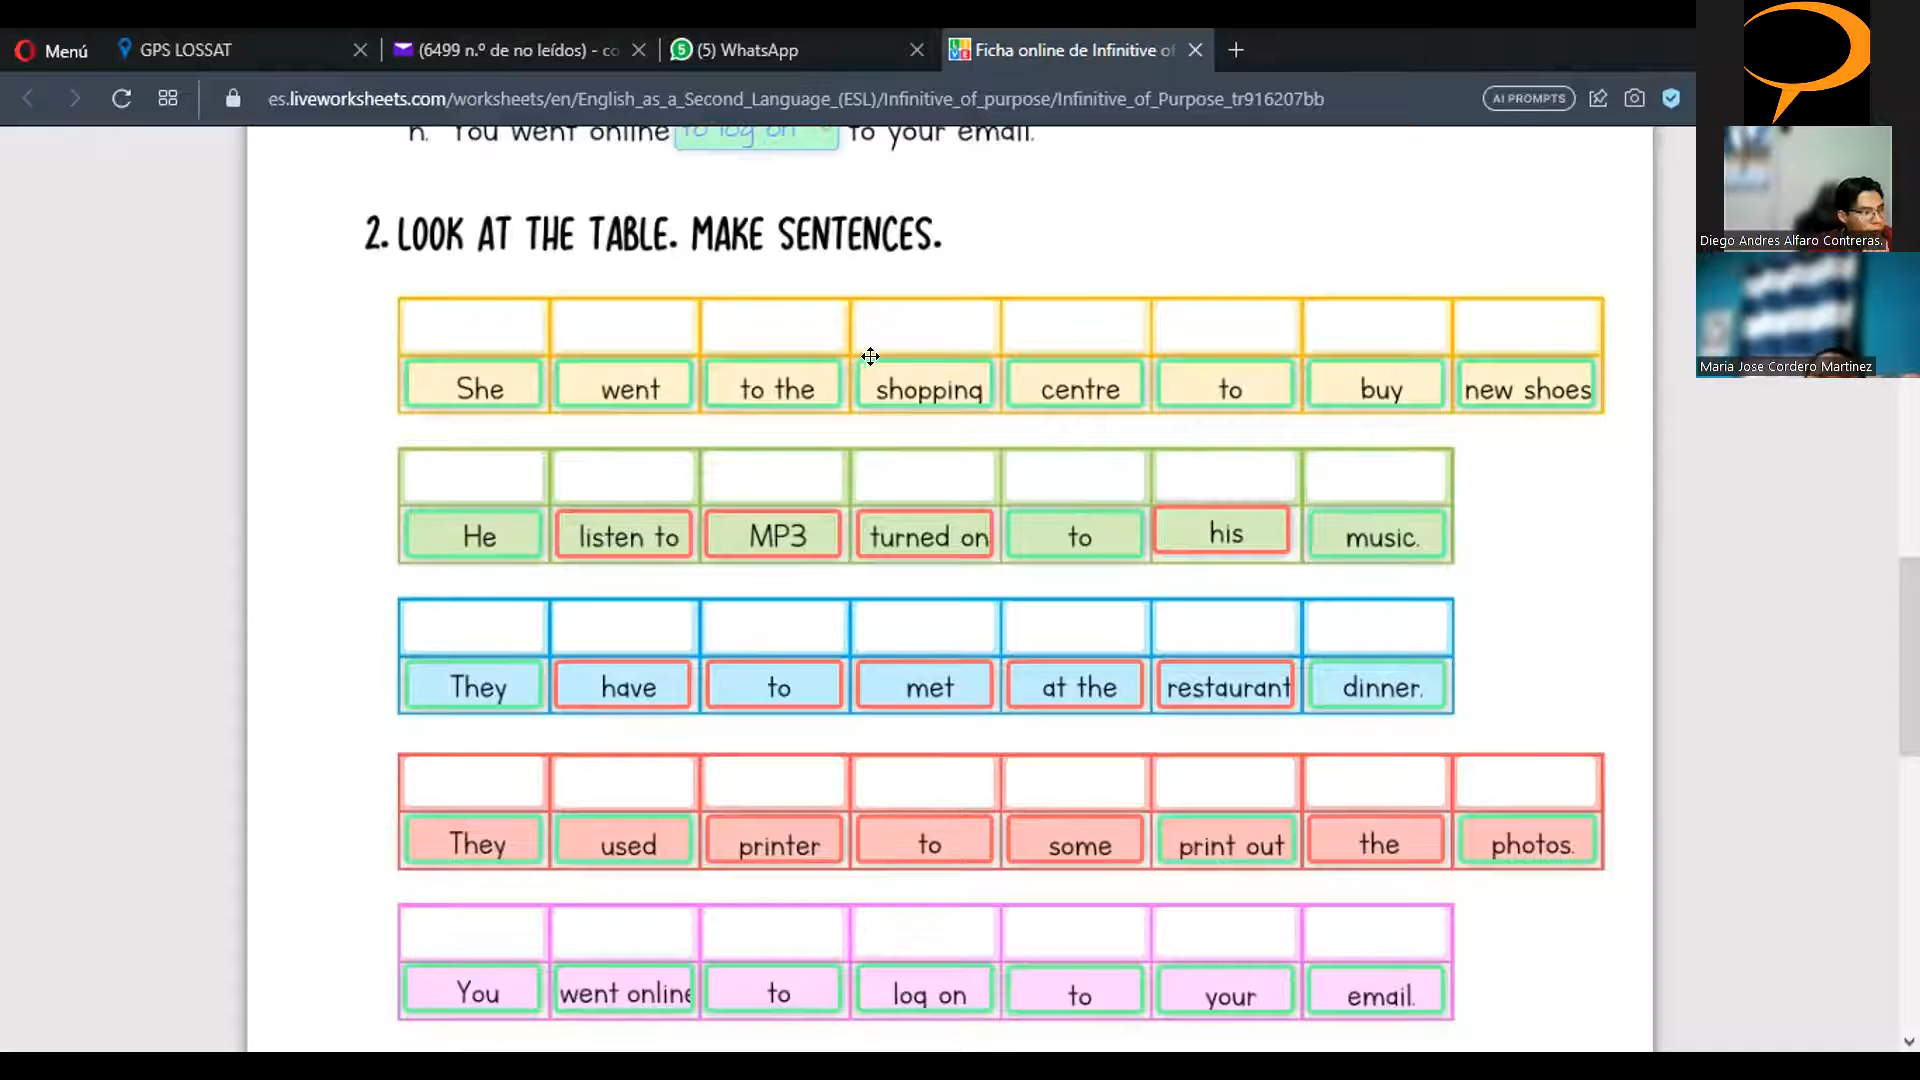 Menú
GPS LOSSAT
(6499 n.º de no leídos) - co
5
(5) WhatsApp
Ficha online de Infinitive of
es.liveworksheets.com/worksheets/en/English_as_a_Second_Language_(ESL)/Infinitive_of_purpose/Infinitive_of_Purpose_tr916207bb
AI PROMPTS
Diego Andres Alfaro Contreras.
Maria Jose Cordero Martinez
h. You went online to log on to your email.
2. LOOK AT THE TABLE. MAKE SENTENCES.
She went to the shopping centre to buy new shoes
He listen to MP3 turned on to his music.
They have to met at the restaurant dinner.
They used printer to some print out the photos.
You went online to log on to your email.